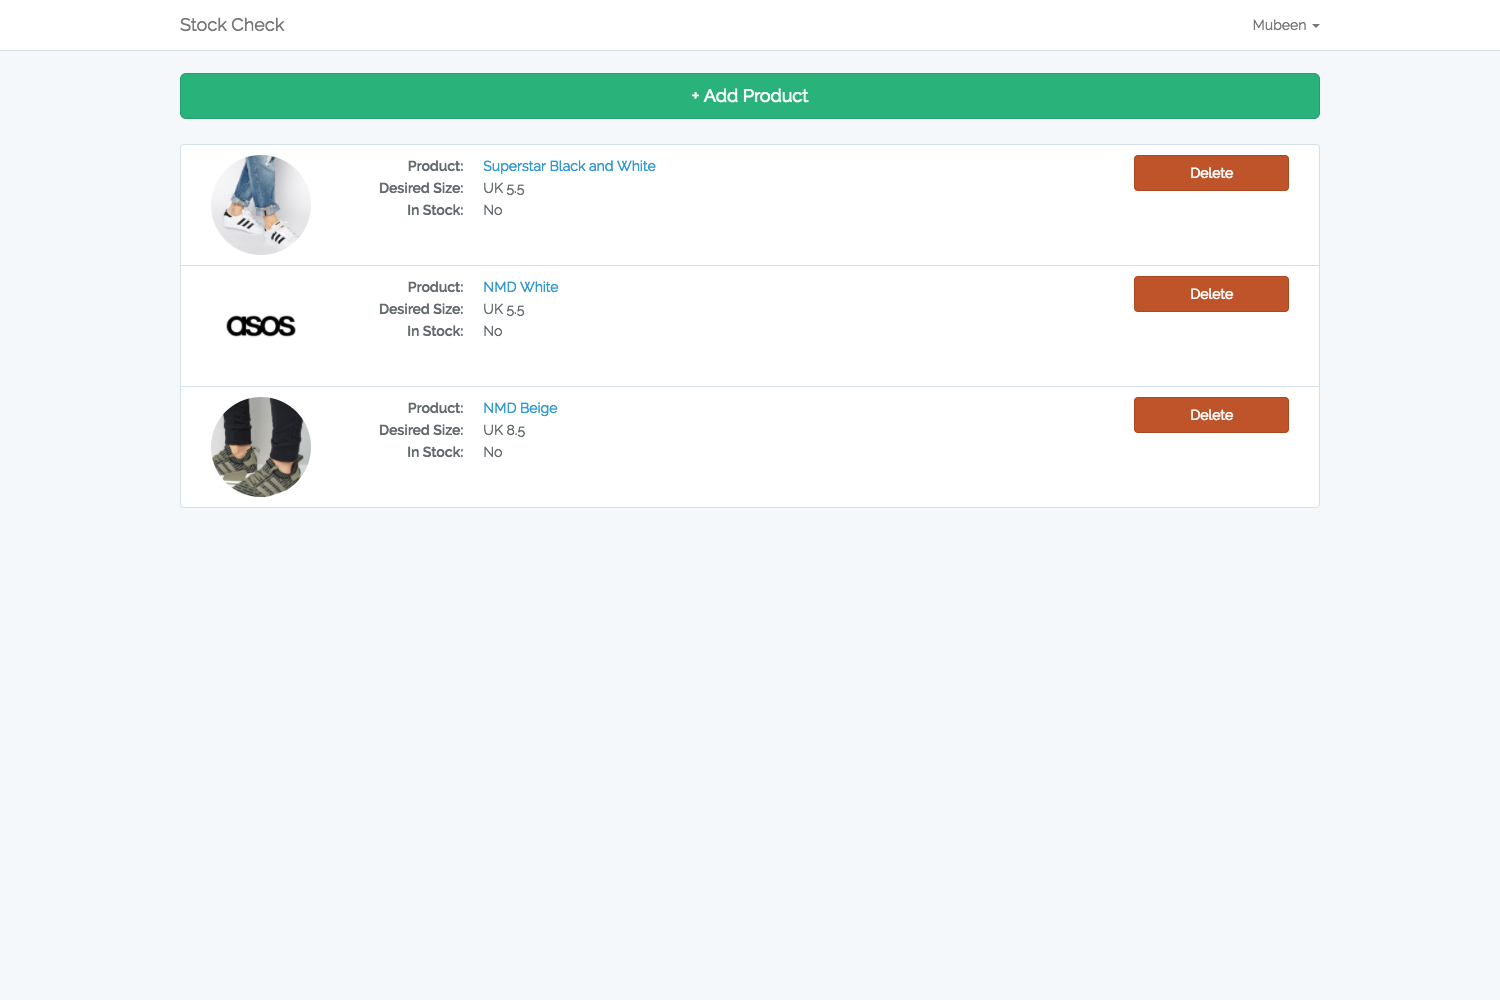 Stock Check
Mubeen
+ Add Product
Product: Superstar Black and White
Desired Size: UK 5.5
In Stock: No
Delete
asos
Product: NMD White
Desired Size: UK 5.5
In Stock: No
Delete
Product: NMD Beige
Desired Size: UK 8.5
In Stock: No
Delete